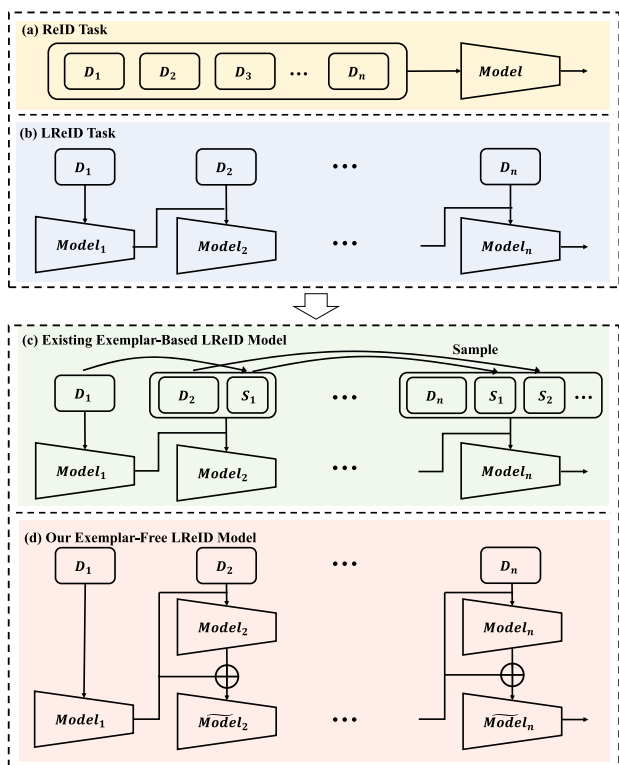 (a) ReID Task
D₁ D₂ D₃ ... Dₙ Model
(b) LReID Task
D₁ D₂ ... Dₙ
Model₁ Model₂ ... Modelₙ
(c) Existing Exemplar-Based LReID Model
Sample
D₁ D₂ S₁ ... Dₙ S₁ S₂ ...
Model₁ Model₂ ... Modelₙ
(d) Our Exemplar-Free LReID Model
D₁ D₂ ... Dₙ
Model₂ Modelₙ
Model₁ M͠odel₂ ... M͠odelₙ